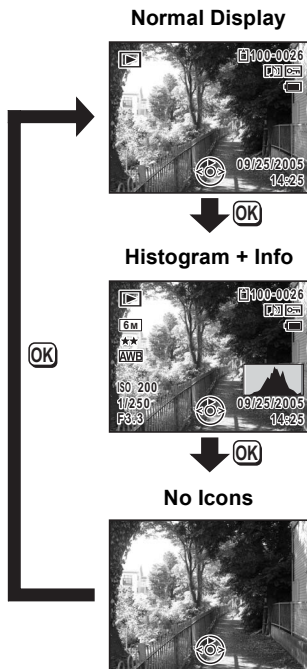 Normal Display
100-0026
09/25/2005
14:25
OK
Histogram + Info
100-0026
6M
AWB
ISO 200
1/250
F3.3
09/25/2005
14:25
OK
OK
No Icons